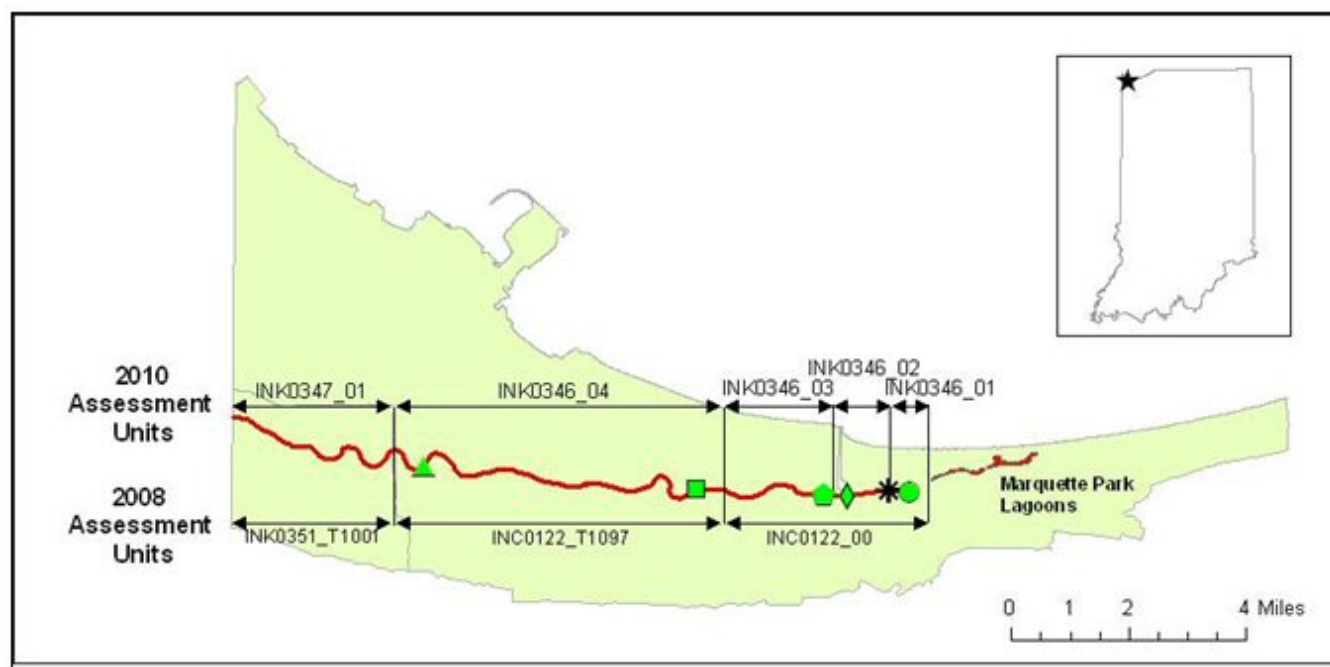 INK0346_02
2010
Assessment
Units
INK0347_01
INK0346_04
INK0346_03
INK0346_01
Marquette Park
Lagoons
2008
Assessment
Units
INK0351_T1001
INC0122_T1097
INC0122_00
0 1 2 4 Miles